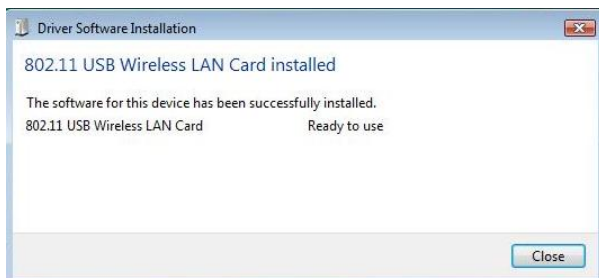 Driver Software Installation
802.11 USB Wireless LAN Card installed
The software for this device has been successfully installed.
802.11 USB Wireless LAN Card Ready to use
Close